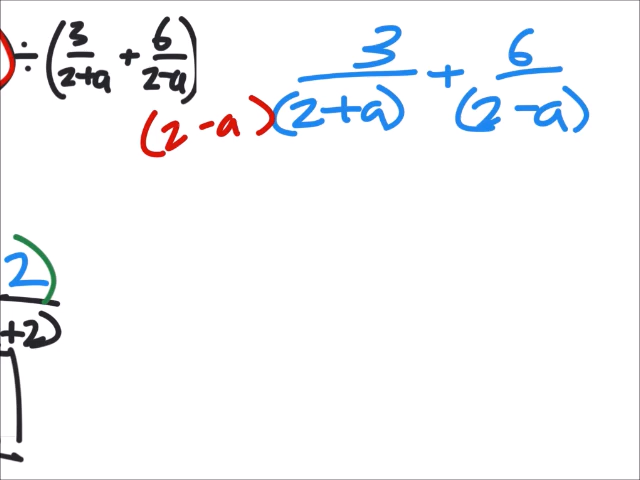 ÷ (3/(2+a) + 6/(2-a))
3/(2+a) + 6/(2-a)
(2-a)
2)
+2)